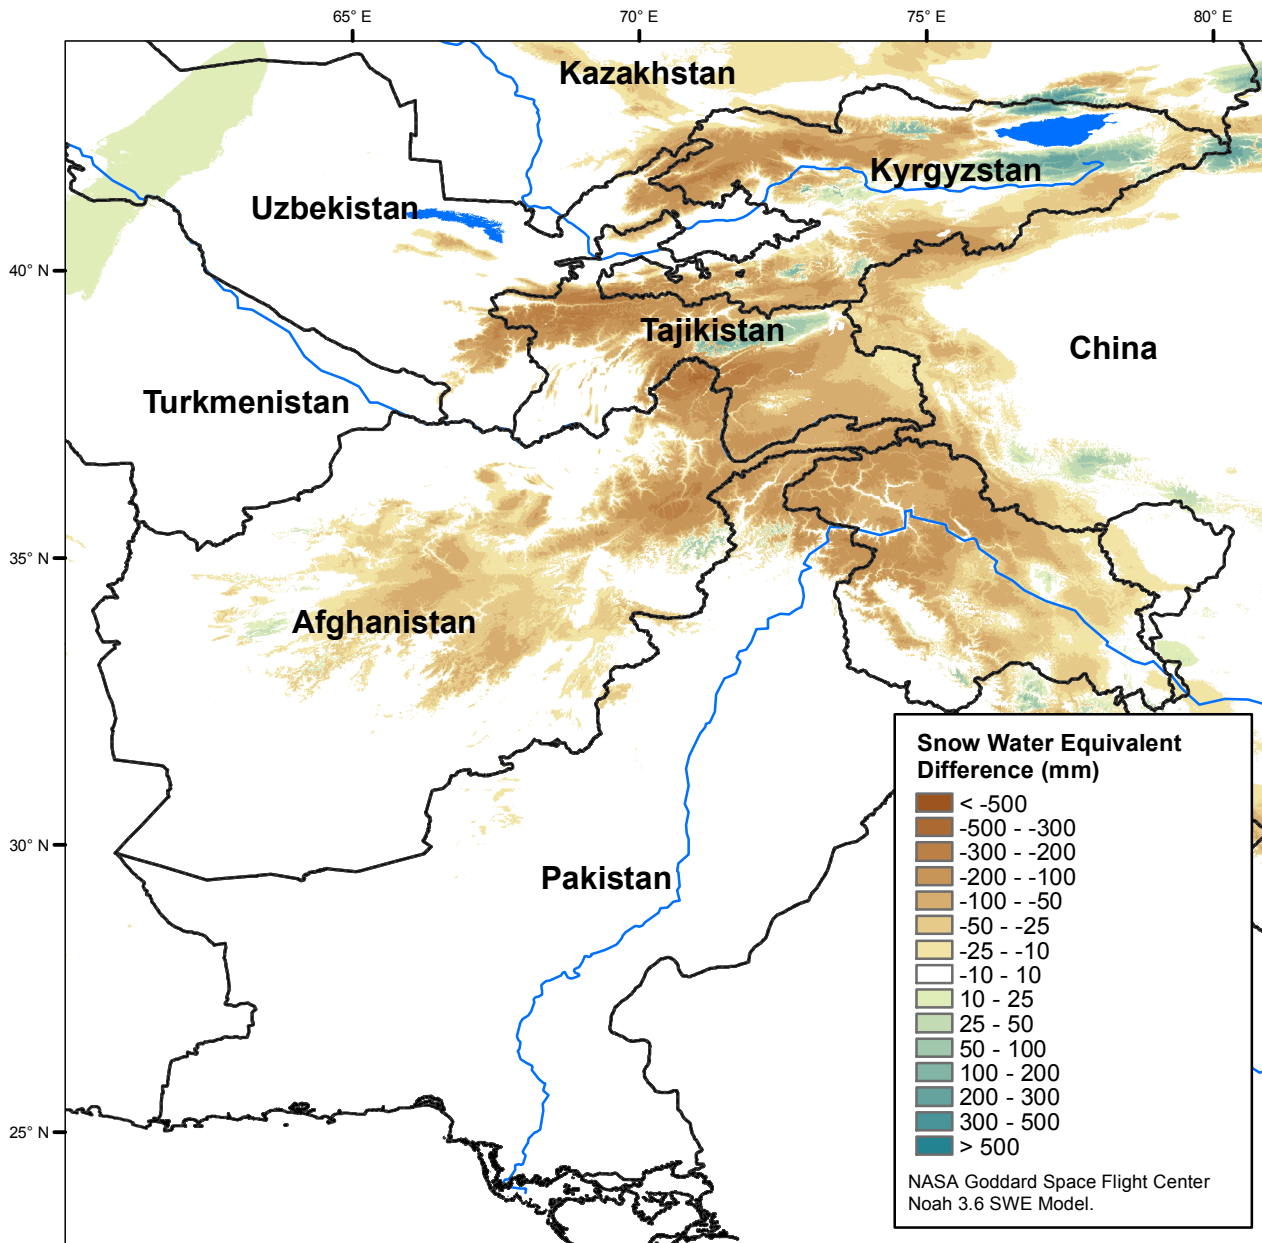 65° E
70° E
75° E
80° E
Kazakhstan
Kyrgyzstan
Uzbekistan
40° N
Tajikistan
China
Turkmenistan
35° N
Afghanistan
Snow Water Equivalent
Difference (mm)
< -500
-500 - -300
-300 - -200
-200 - -100
-100 - -50
-50 - -25
-25 - -10
-10 - 10
10 - 25
25 - 50
50 - 100
100 - 200
200 - 300
300 - 500
> 500
30° N
Pakistan
25° N
NASA Goddard Space Flight Center
Noah 3.6 SWE Model.